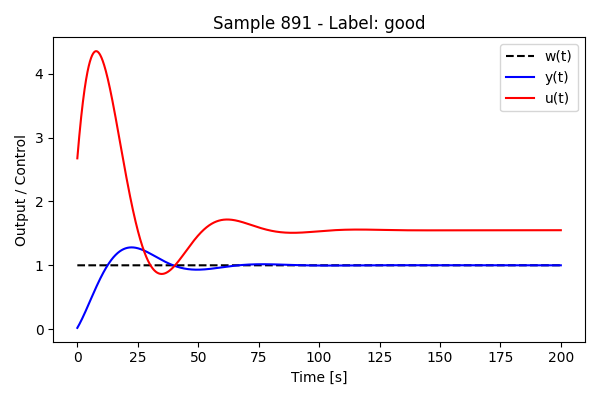 Sample 891 - Label: good
w(t)
y(t)
u(t)
Output / Control
4
3
2
1
0
0 25 50 75 100 125 150 175 200
Time [s]